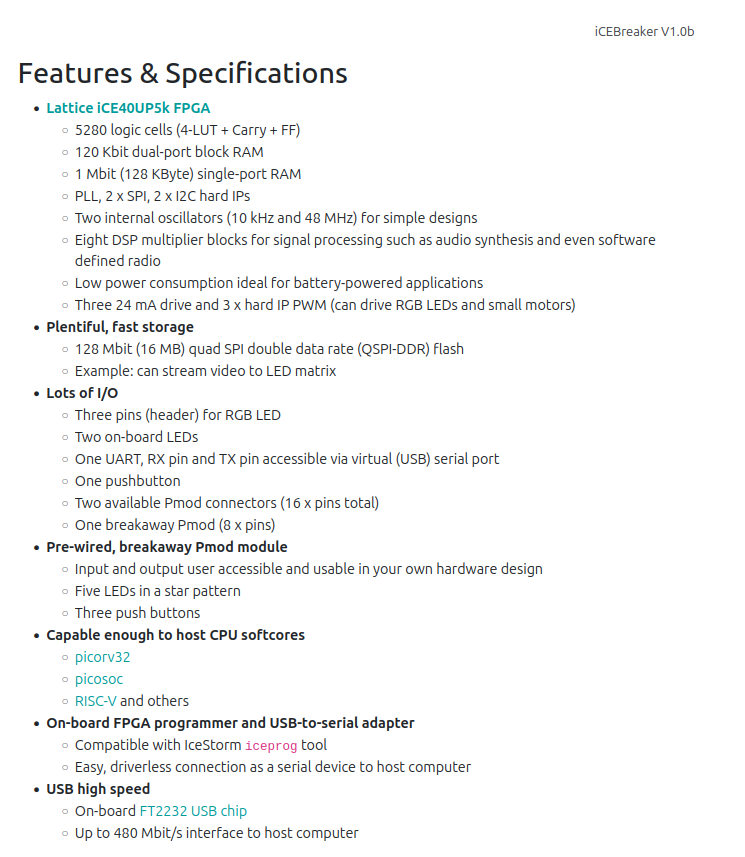 iCEBreaker V1.0b
Features & Specifications
• Lattice iCE40UP5k FPGA
○ 5280 logic cells (4-LUT + Carry + FF)
○ 120 Kbit dual-port block RAM
○ 1 Mbit (128 KByte) single-port RAM
○ PLL, 2 x SPI, 2 x I2C hard IPs
○ Two internal oscillators (10 kHz and 48 MHz) for simple designs
○ Eight DSP multiplier blocks for signal processing such as audio synthesis and even software
defined radio
○ Low power consumption ideal for battery-powered applications
○ Three 24 mA drive and 3 x hard IP PWM (can drive RGB LEDs and small motors)
• Plentiful, fast storage
○ 128 Mbit (16 MB) quad SPI double data rate (QSPI-DDR) flash
○ Example: can stream video to LED matrix
• Lots of I/O
○ Three pins (header) for RGB LED
○ Two on-board LEDs
○ One UART, RX pin and TX pin accessible via virtual (USB) serial port
○ One pushbutton
○ Two available Pmod connectors (16 x pins total)
○ One breakaway Pmod (8 x pins)
• Pre-wired, breakaway Pmod module
○ Input and output user accessible and usable in your own hardware design
○ Five LEDs in a star pattern
○ Three push buttons
• Capable enough to host CPU softcores
○ picorv32
○ picosoc
○ RISC-V and others
• On-board FPGA programmer and USB-to-serial adapter
○ Compatible with IceStorm iceprog tool
○ Easy, driverless connection as a serial device to host computer
• USB high speed
○ On-board FT2232 USB chip
○ Up to 480 Mbit/s interface to host computer